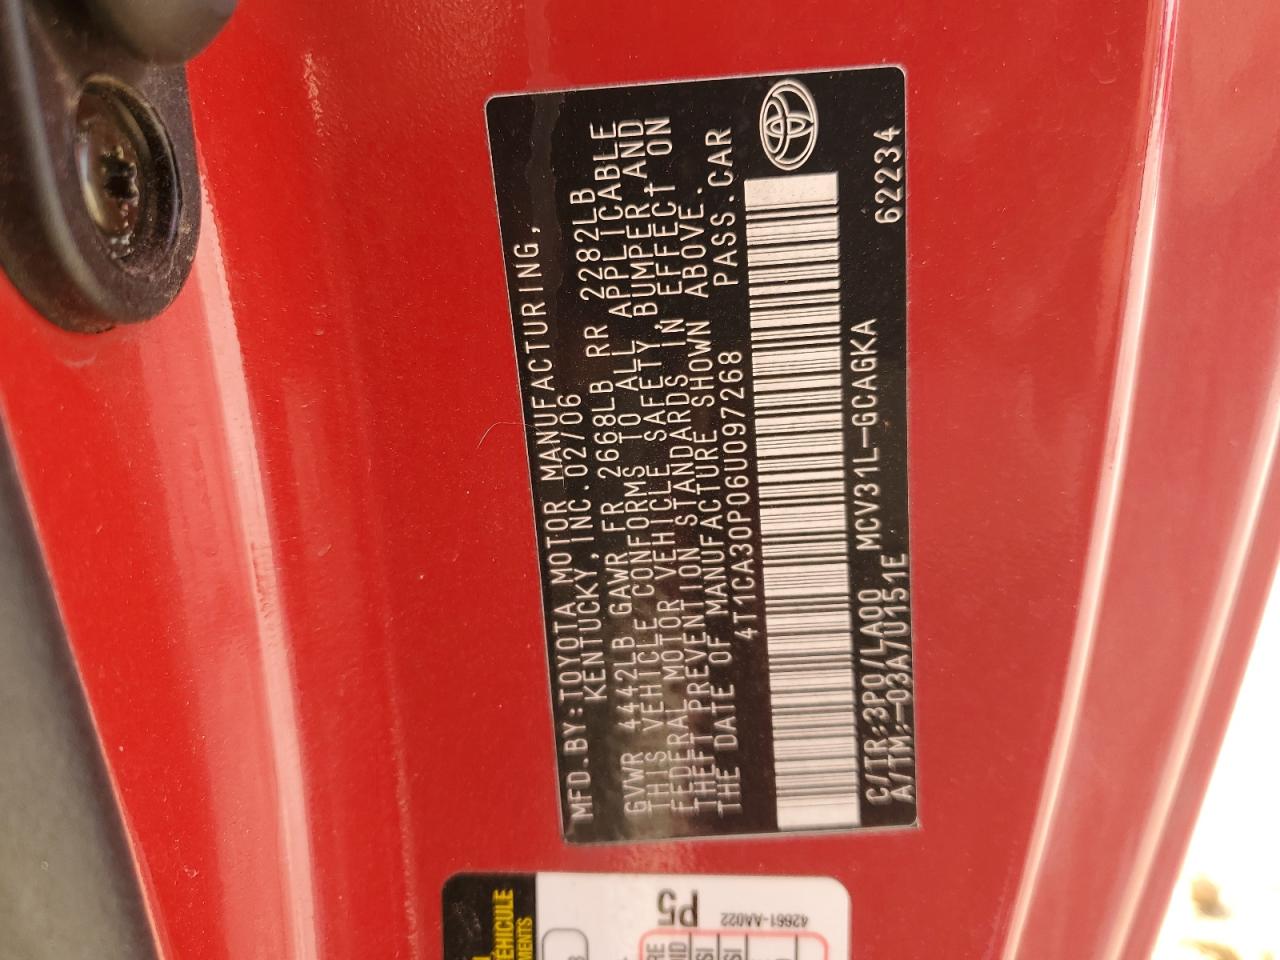 MFD.BY:TOYOTA MOTOR MANUFACTURING,
KENTUCKY,INC.02/06
GVWR 4442LB GAWR FR 2668LB RR 2282LB
THIS VEHICLE CONFORMS TO ALL APPLICABLE
FEDERAL MOTOR VEHICLE SAFETY, BUMPER,AND
THEFT PREVENTION STANDARDS IN EFFECT ON
THE DATE OF MANUFACTURE SHOWN ABOVE.
4T1CA30P06U097268 PASS.CAR
C/TR:3P0/LA00 MCV31L-GCAGKA
A/TM:-03A/U151E 62234
VEHICULE
P5
42661-AA022